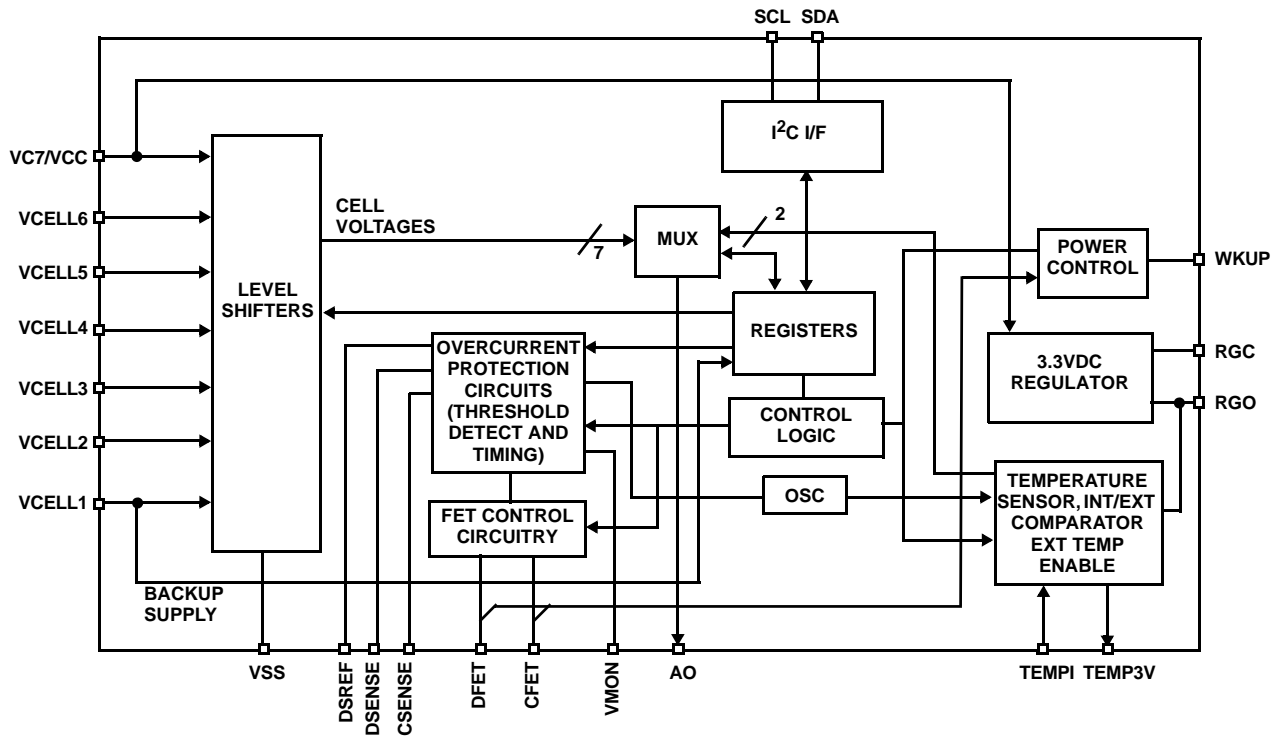 SCL SDA
I²C I/F
VC7/VCC
VCELL6
VCELL5
VCELL4
VCELL3
VCELL2
VCELL1
LEVEL
SHIFTERS
CELL
VOLTAGES
7
MUX
2
REGISTERS
POWER
CONTROL
WKUP
3.3VDC
REGULATOR
RGC
RGO
OVERCURRENT
PROTECTION
CIRCUITS
(THRESHOLD
DETECT AND
TIMING)
CONTROL
LOGIC
OSC
TEMPERATURE
SENSOR, INT/EXT
COMPARATOR
EXT TEMP
ENABLE
FET CONTROL
CIRCUITRY
BACKUP
SUPPLY
VSS
DSREF
DSENSE
CSENSE
DFET
CFET
VMON
AO
TEMPI TEMP3V